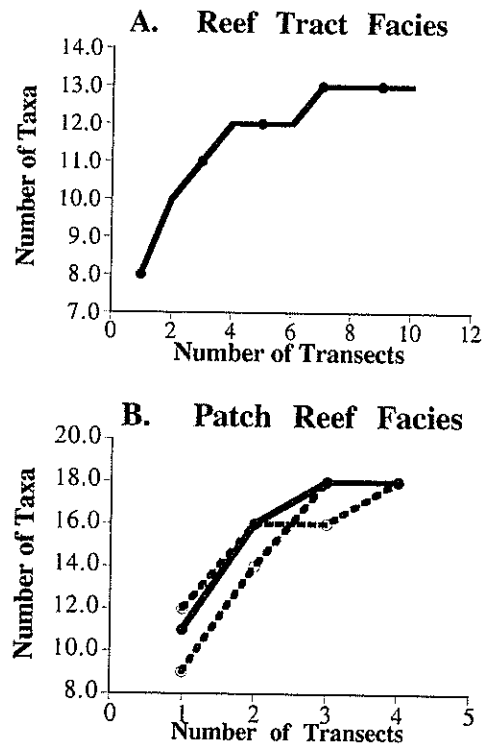 A. Reef Tract Facies
14.0
13.0
12.0
11.0
10.0
9.0
8.0
7.0
Number of Taxa
0 2 4 6 8 10 12
Number of Transects
B. Patch Reef Facies
20.0
18.0
16.0
14.0
12.0
10.0
8.0
Number of Taxa
0 1 2 3 4 5
Number of Transects